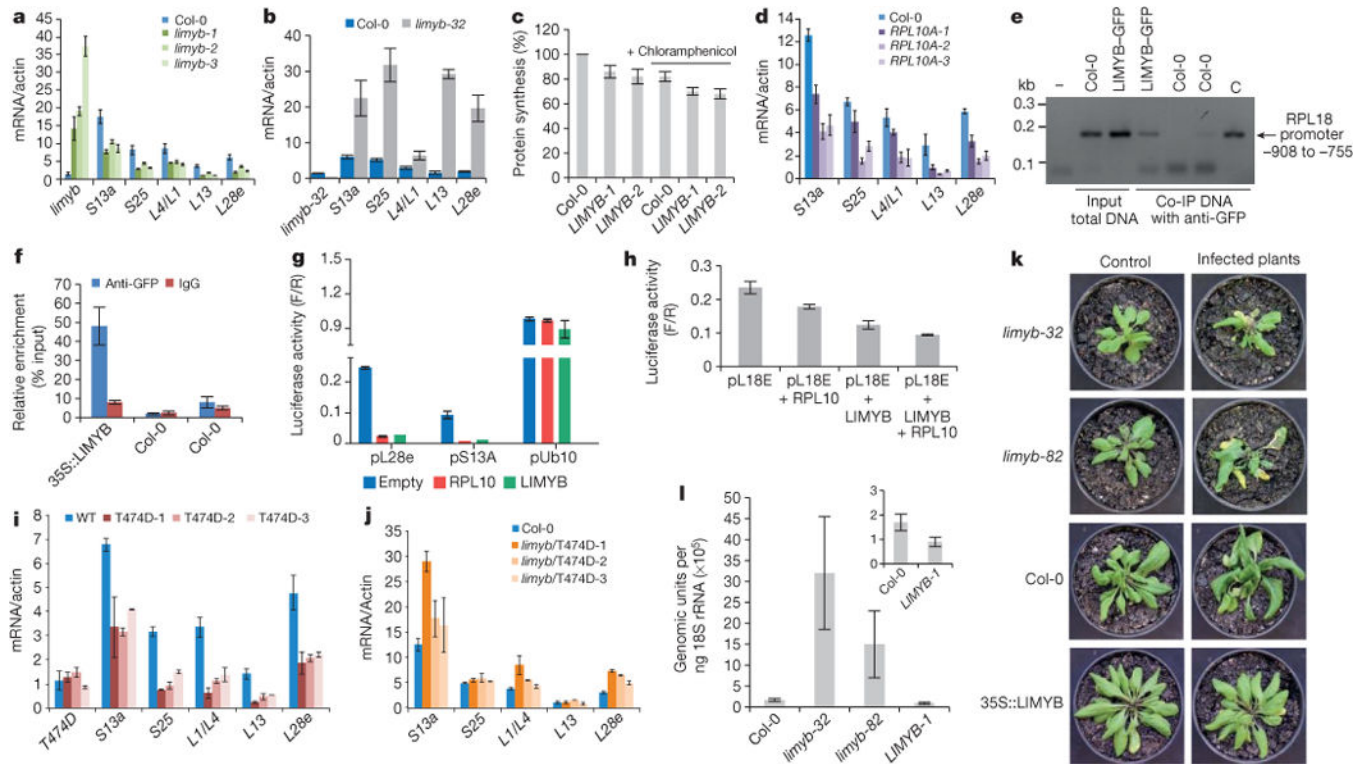 a
Col-0
limyb-1
limyb-2
limyb-3
mRNA/actin
45
40
35
30
25
20
15
10
5
0
limyb
S13a
S25
L4/L1
L13
L28e
b
Col-0
limyb-32
mRNA/actin
40
30
20
10
0
limyb-32
S13a
S25
L4/L1
L13
L28e
c
+ Chloramphenicol
Protein synthesis (%)
120
100
80
60
40
20
0
Col-0
LIMYB-1
LIMYB-2
Col-0
LIMYB-1
LIMYB-2
d
Col-0
RPL10A-1
RPL10A-2
RPL10A-3
mRNA/actin
14
12
10
8
6
4
2
0
S13a
S25
L4/L1
L13
L28e
e
kb
–
Col-0
LIMYB–GFP
LIMYB–GFP
Col-0
Col-0
C
0.3
0.2
0.1
RPL18
promoter
–908 to –755
Input
total DNA
Co-IP DNA
with anti-GFP
f
Anti-GFP
IgG
Relative enrichment
(% input)
70
60
50
40
30
20
10
0
35S::LIMYB
Col-0
Col-0
g
Luciferase activity (F/R)
1.5
0.9
0.3
0.2
0.1
0
pL28e
pS13A
pUb10
Empty
RPL10
LIMYB
h
Luciferase activity
(F/R)
0.3
0.2
0.1
0
pL18E
pL18E
+ RPL10
pL18E
+
LIMYB
pL18E
+
LIMYB
+ RPL10
i
WT
T474D-1
T474D-2
T474D-3
mRNA/actin
8
7
6
5
4
3
2
1
0
T474D
S13a
S25
L1/L4
L13
L28e
j
Col-0
limyb/T474D-1
limyb/T474D-2
limyb/T474D-3
mRNA/Actin
35
30
25
20
15
10
5
0
S13a
S25
L1/L4
L13
L28e
l
Genomic units per
ng 18S rRNA (×10⁵)
50
45
40
35
30
25
20
15
10
5
0
Col-0
limyb-32
limyb-82
LIMYB-1
3
2
1
0
Col-0
LIMYB-1
k
Control
Infected plants
limyb-32
limyb-82
Col-0
35S::LIMYB